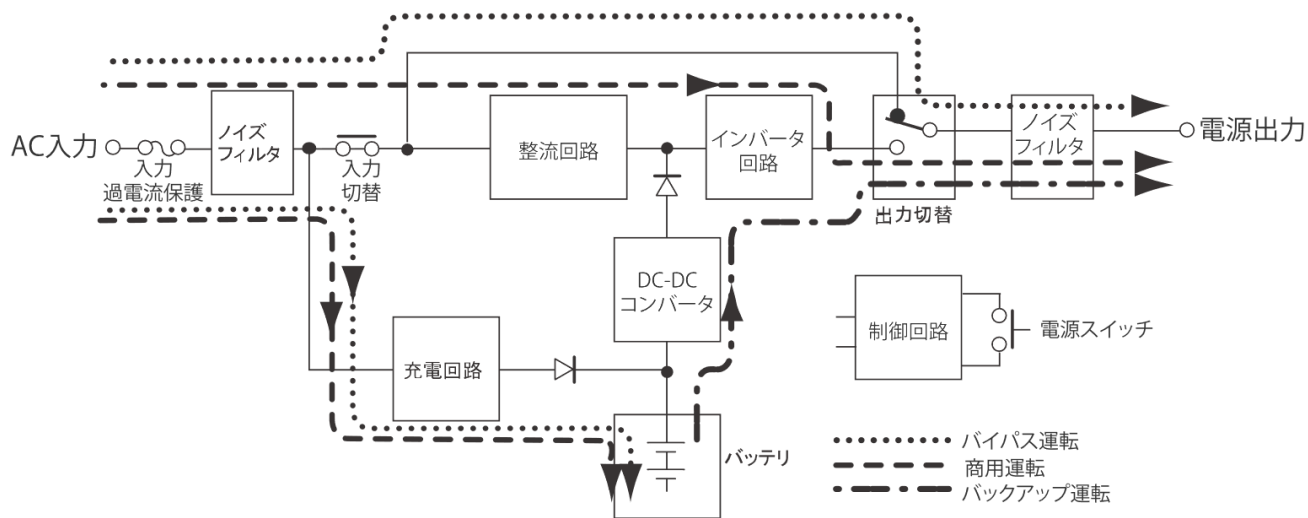 AC入力
入力
過電流保護
ノイズ
フィルタ
入力
切替
整流回路
インバータ
回路
出力切替
ノイズ
フィルタ
電源出力
DC-DC
コンバータ
充電回路
バッテリ
制御回路
電源スイッチ
バイパス運転
商用運転
バックアップ運転